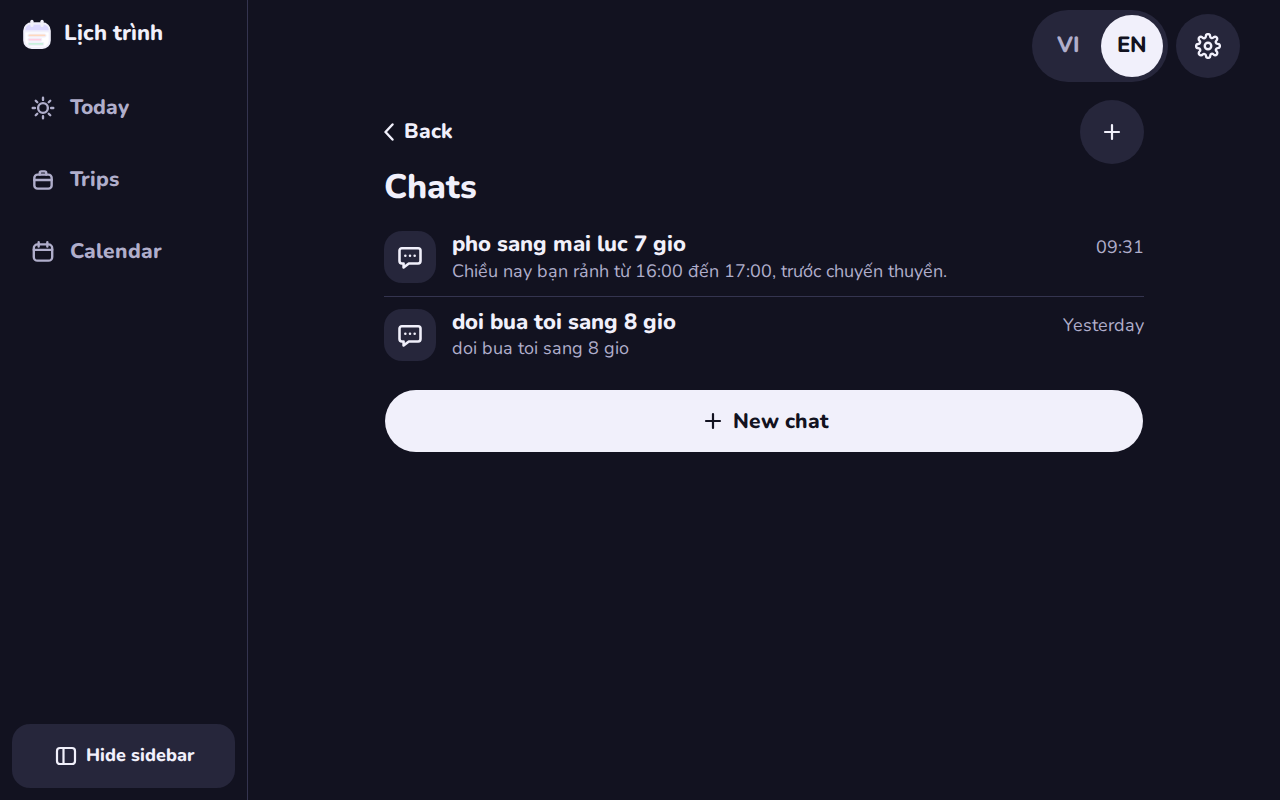 Lịch trình
VI
EN
Today
Trips
Calendar
Back
Chats
pho sang mai luc 7 gio
09:31
Chiều nay bạn rảnh từ 16:00 đến 17:00, trước chuyến thuyền.
doi bua toi sang 8 gio
Yesterday
doi bua toi sang 8 gio
New chat
Hide sidebar